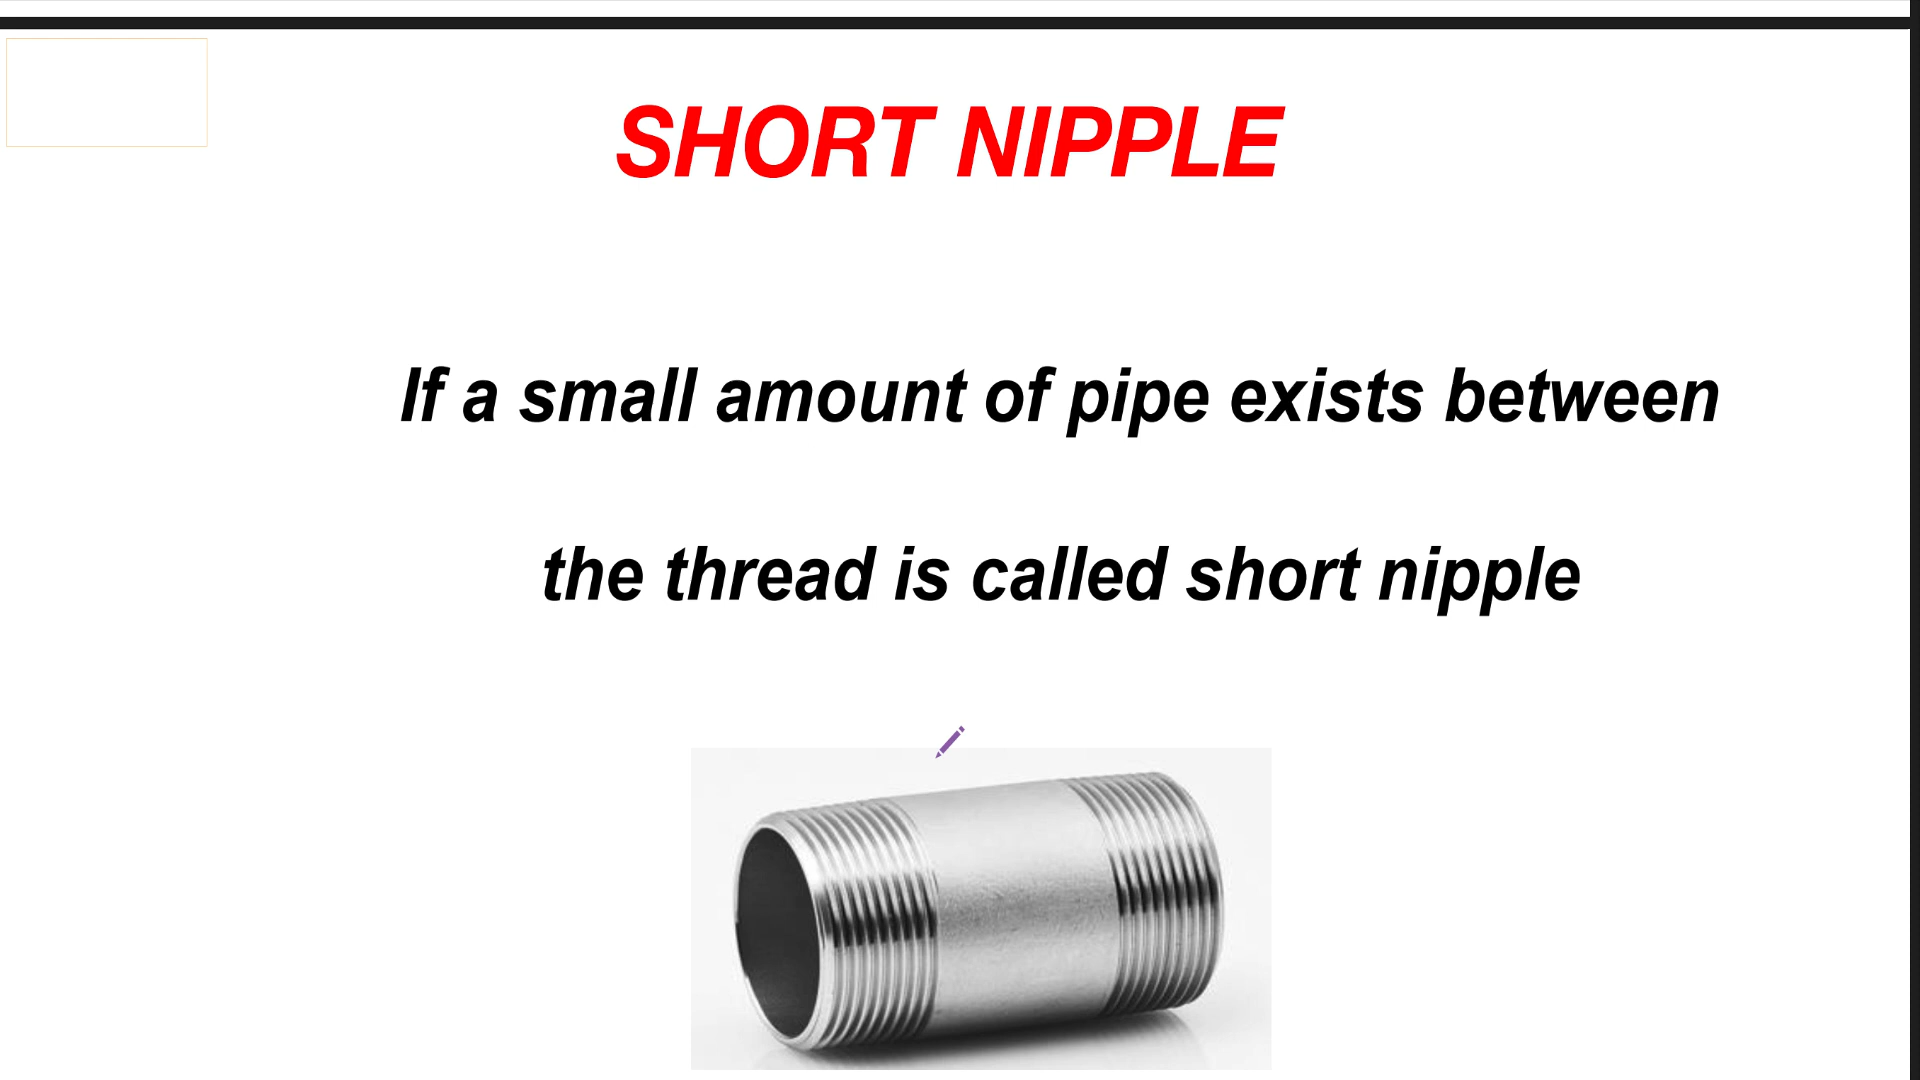 SHORT NIPPLE
If a small amount of pipe exists between
the thread is called short nipple